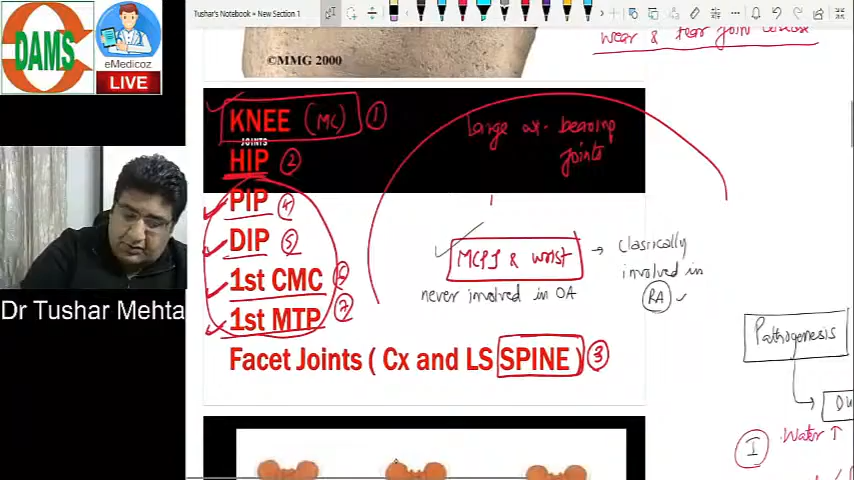 DAMS
eMedicoz
LIVE
Tushar's Notebook » New Section 1
©MMG 2000
wear & tear join
KNEE (MC) 1
JOINTS
HIP 2
PIP 4
DIP 5
1st CMC 6
1st MTP 7
Facet Joints ( Cx and LS SPINE ) 3
Large wt. bearing
joints
MCPJ & wrist → Classically
involved in
RA
never involved in OA
Dr Tushar Mehta
Pathogenesis
I
Water ↑